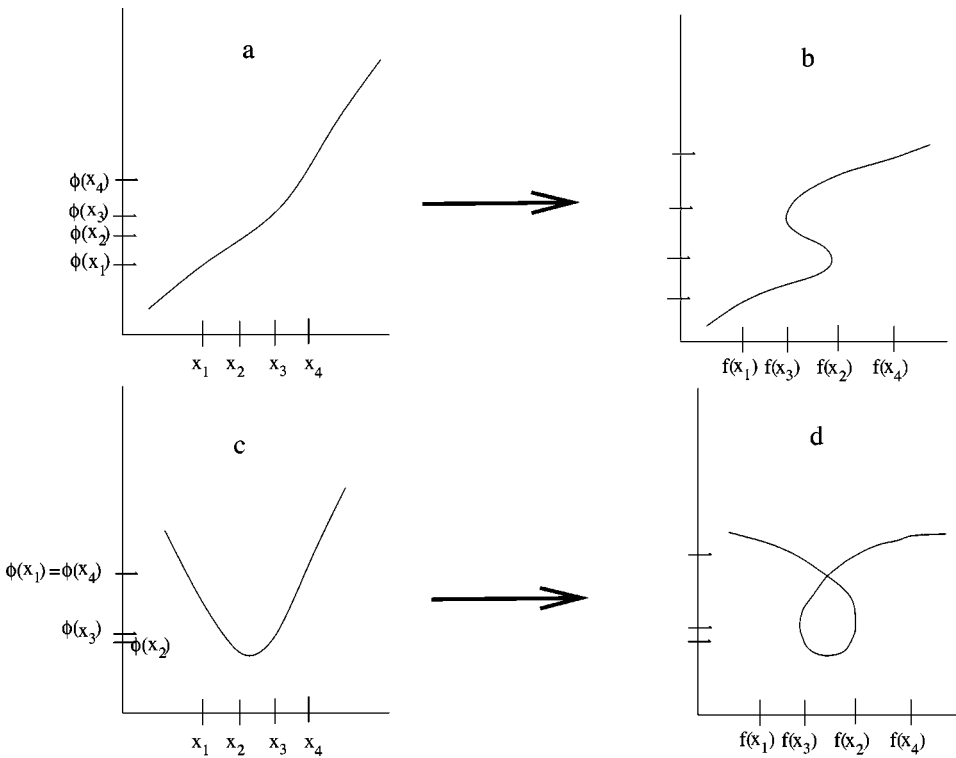 a
ϕ(x₄)
ϕ(x₃)
ϕ(x₂)
ϕ(x₁)
x₁ x₂ x₃ x₄
b
f(x₁) f(x₃) f(x₂) f(x₄)
c
ϕ(x₁)=ϕ(x₄)
ϕ(x₃)
ϕ(x₂)
x₁ x₂ x₃ x₄
d
f(x₁) f(x₃) f(x₂) f(x₄)